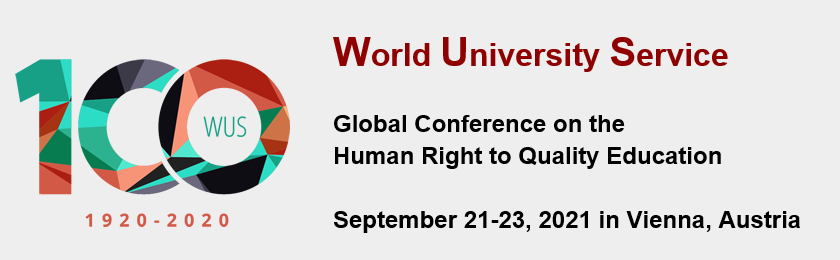 100
WUS
1920-2020
World University Service
Global Conference on the
Human Right to Quality Education
September 21-23, 2021 in Vienna, Austria